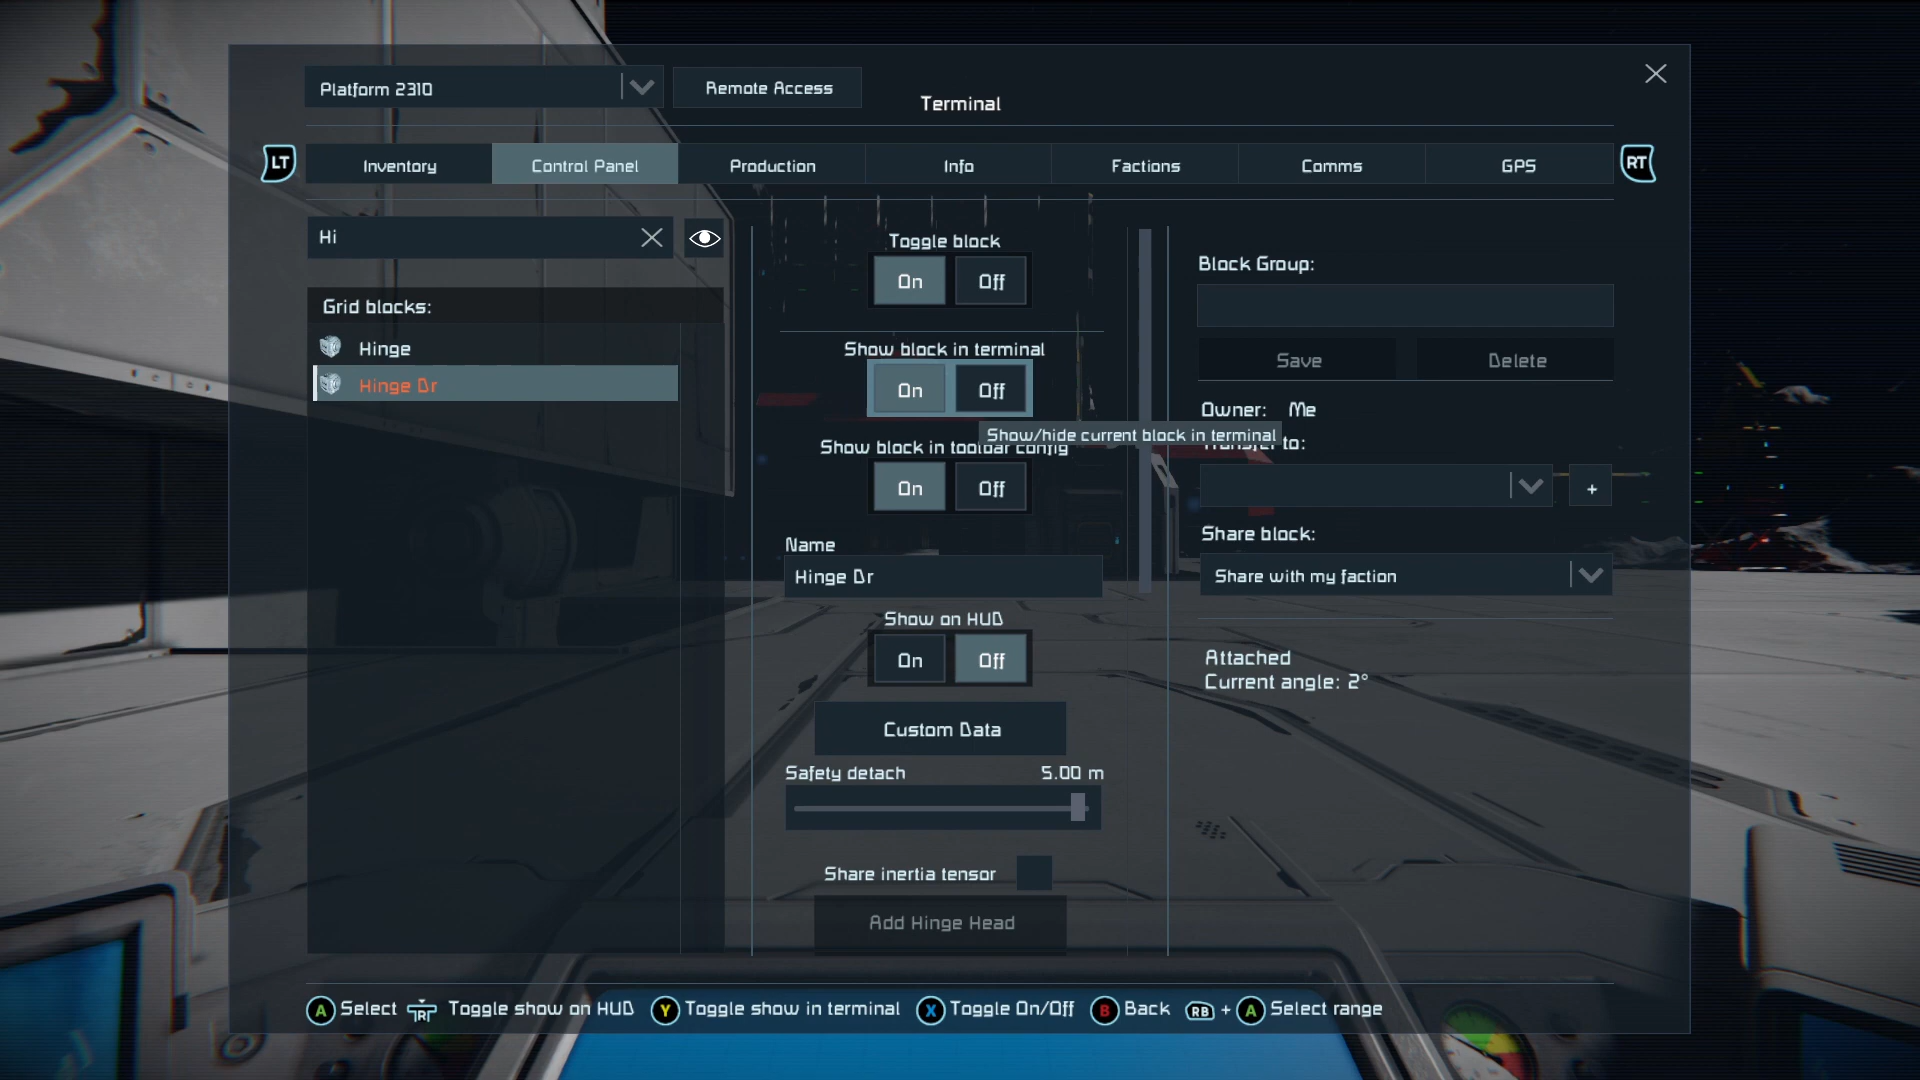 Platform 2310
Remote Access
Terminal
LT
Inventory
Control Panel
Production
Info
Factions
Comms
GPS
RT
Hi
Grid blocks:
Hinge
Hinge Dr
Toggle block
On Off
Show block in terminal
On Off
Show/hide current block in terminal
Show block in toolbar config
On Off
Name
Hinge Dr
Show on HUD
On Off
Custom Data
Safety detach 5.00 m
Share inertia tensor
Add Hinge Head
Block Group:
Save Delete
Owner: Me
Transfer to:
+
Share block:
Share with my faction
Attached
Current angle: 2°
A Select R Toggle show on HUD Y Toggle show in terminal X Toggle On/Off B Back RB + A Select range